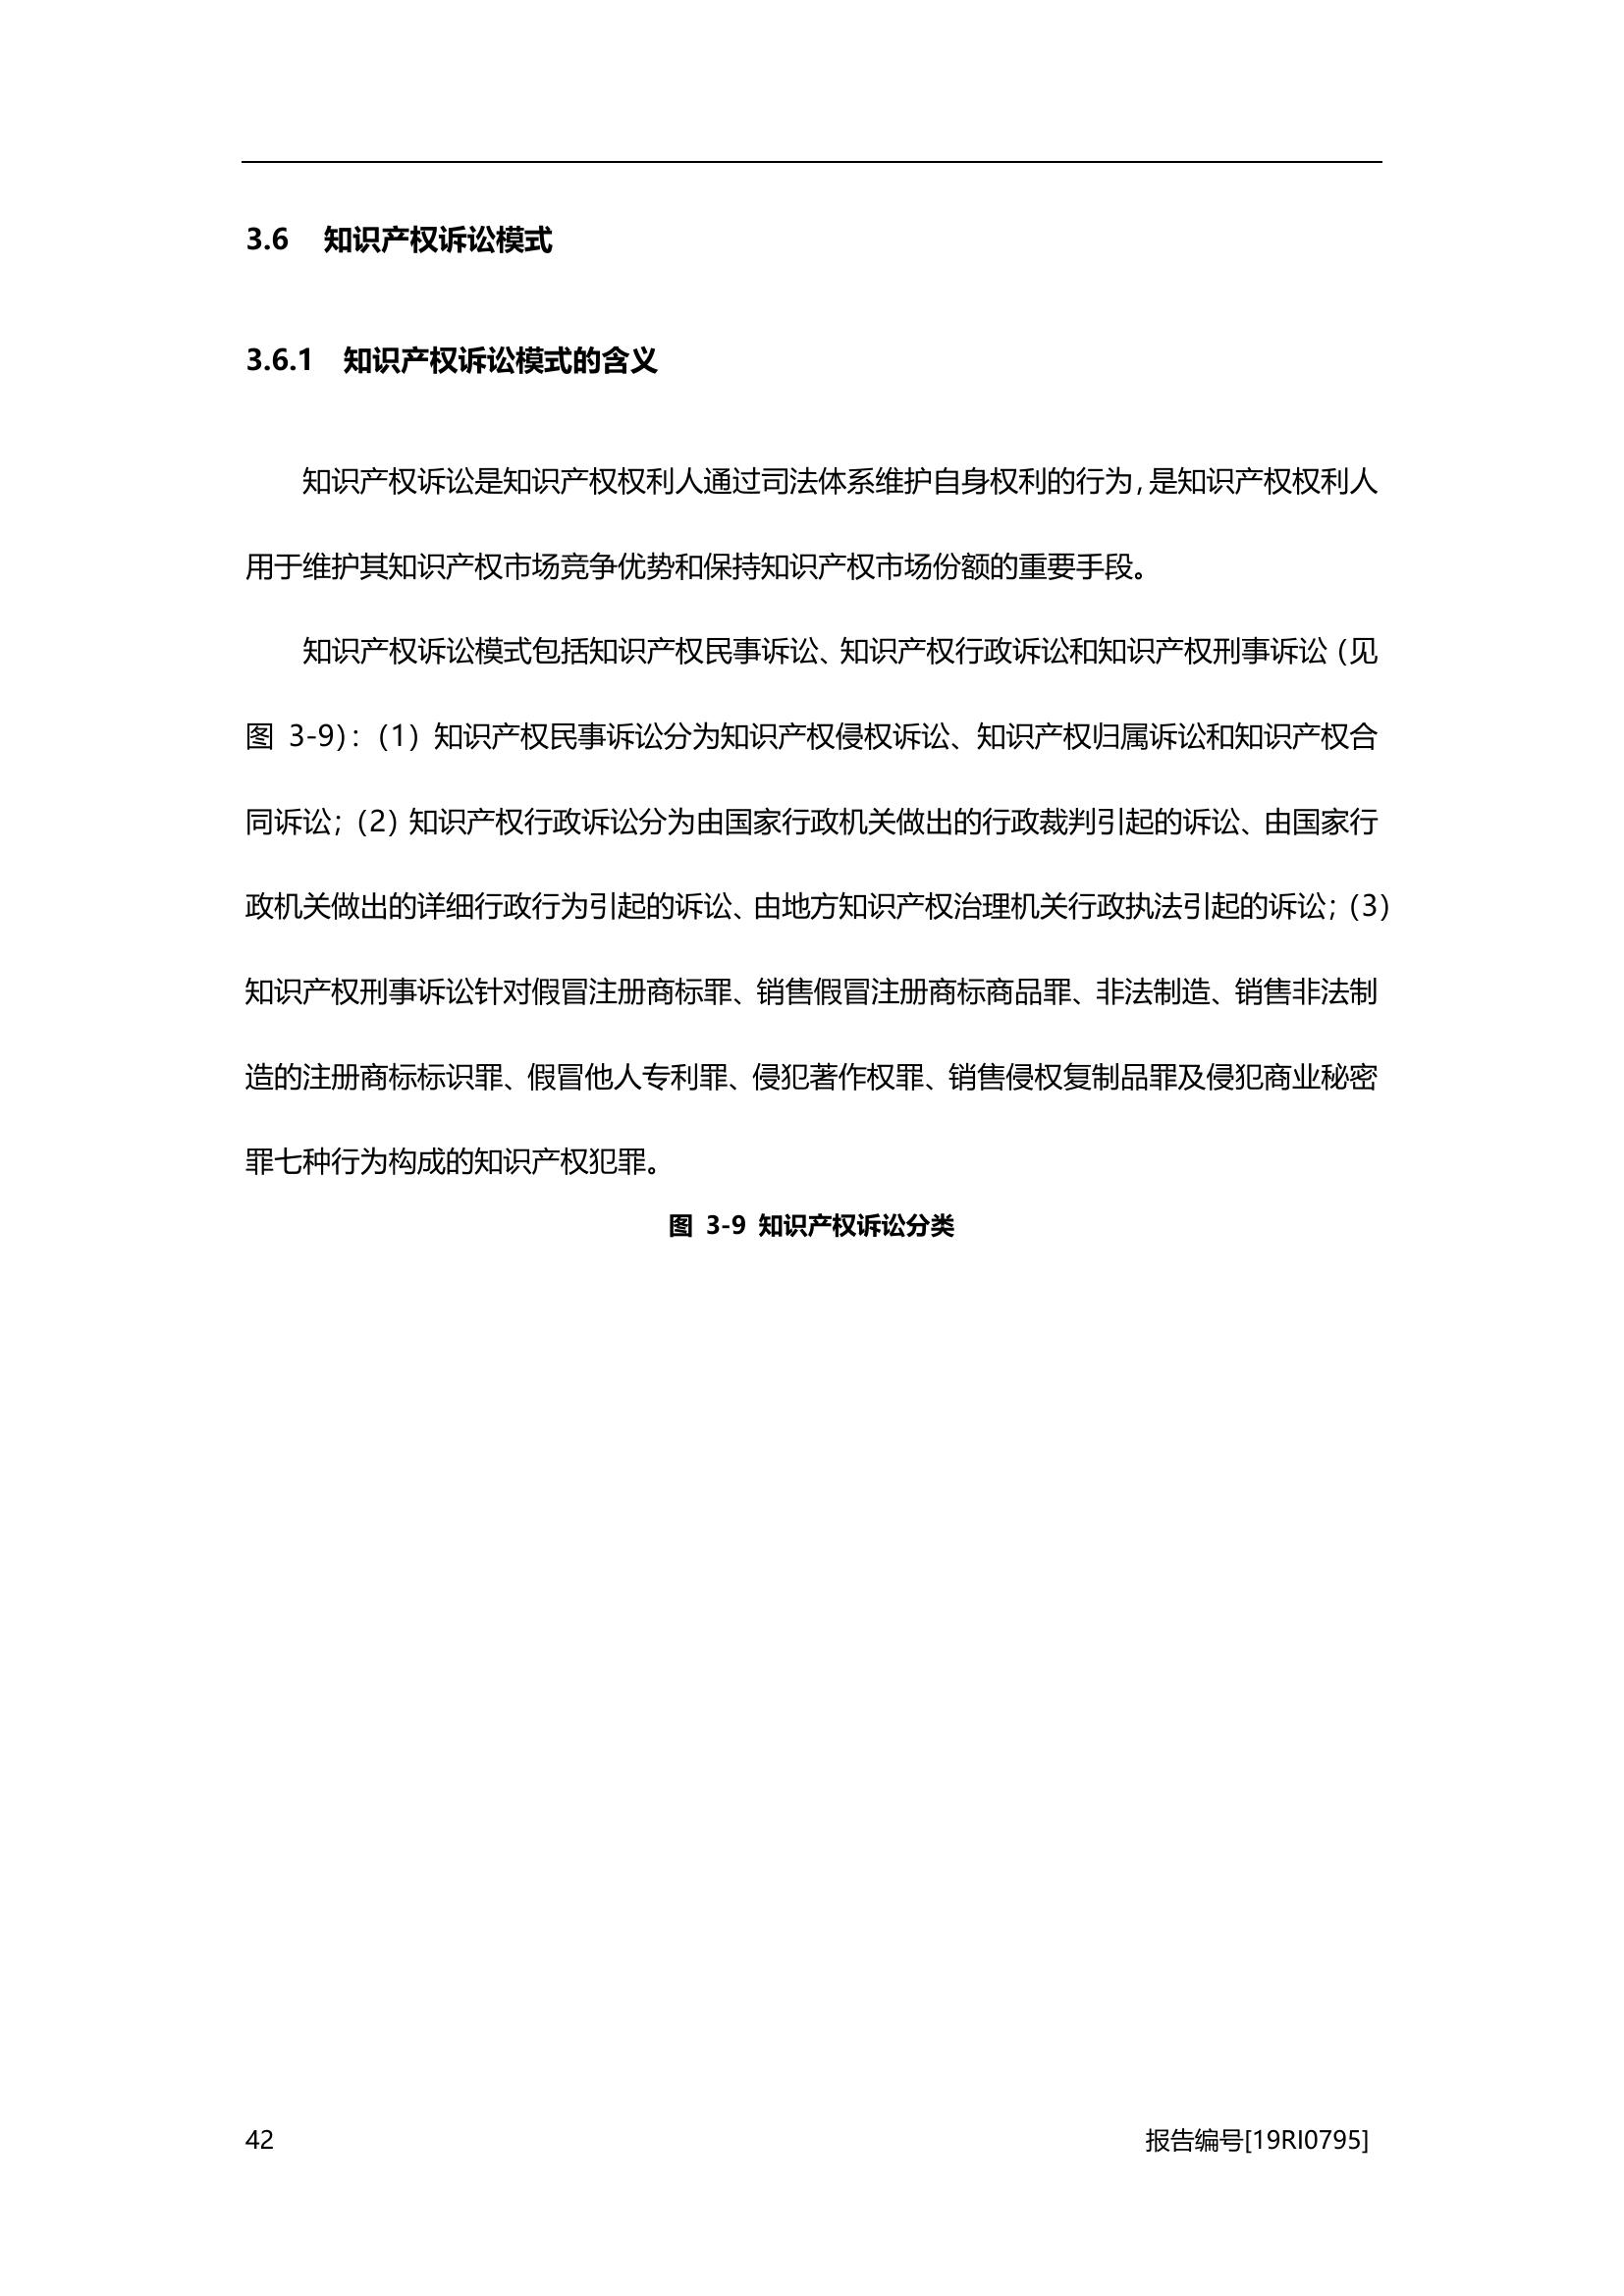 3.6 知识产权诉讼模式
3.6.1 知识产权诉讼模式的含义
知识产权诉讼是知识产权权利人通过司法体系维护自身权利的行为，是知识产权权利人
用于维护其知识产权市场竞争优势和保持知识产权市场份额的重要手段。
知识产权诉讼模式包括知识产权民事诉讼、知识产权行政诉讼和知识产权刑事诉讼（见
图 3-9）：（1）知识产权民事诉讼分为知识产权侵权诉讼、知识产权归属诉讼和知识产权合
同诉讼；（2）知识产权行政诉讼分为由国家行政机关做出的行政裁判引起的诉讼、由国家行
政机关做出的详细行政行为引起的诉讼、由地方知识产权治理机关行政执法引起的诉讼；（3）
知识产权刑事诉讼针对假冒注册商标罪、销售假冒注册商标商品罪、非法制造、销售非法制
造的注册商标标识罪、假冒他人专利罪、侵犯著作权罪、销售侵权复制品罪及侵犯商业秘密
罪七种行为构成的知识产权犯罪。
图 3-9 知识产权诉讼分类
42 报告编号[19RI0795]